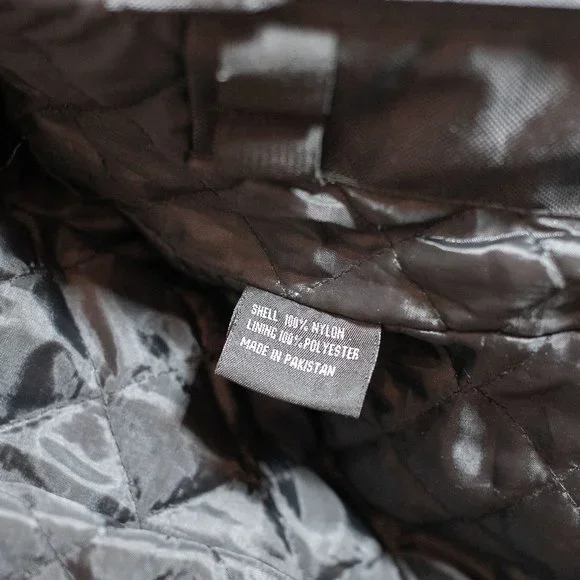 SHELL 100% NYLON
LINING 100% POLYESTER
MADE IN PAKISTAN